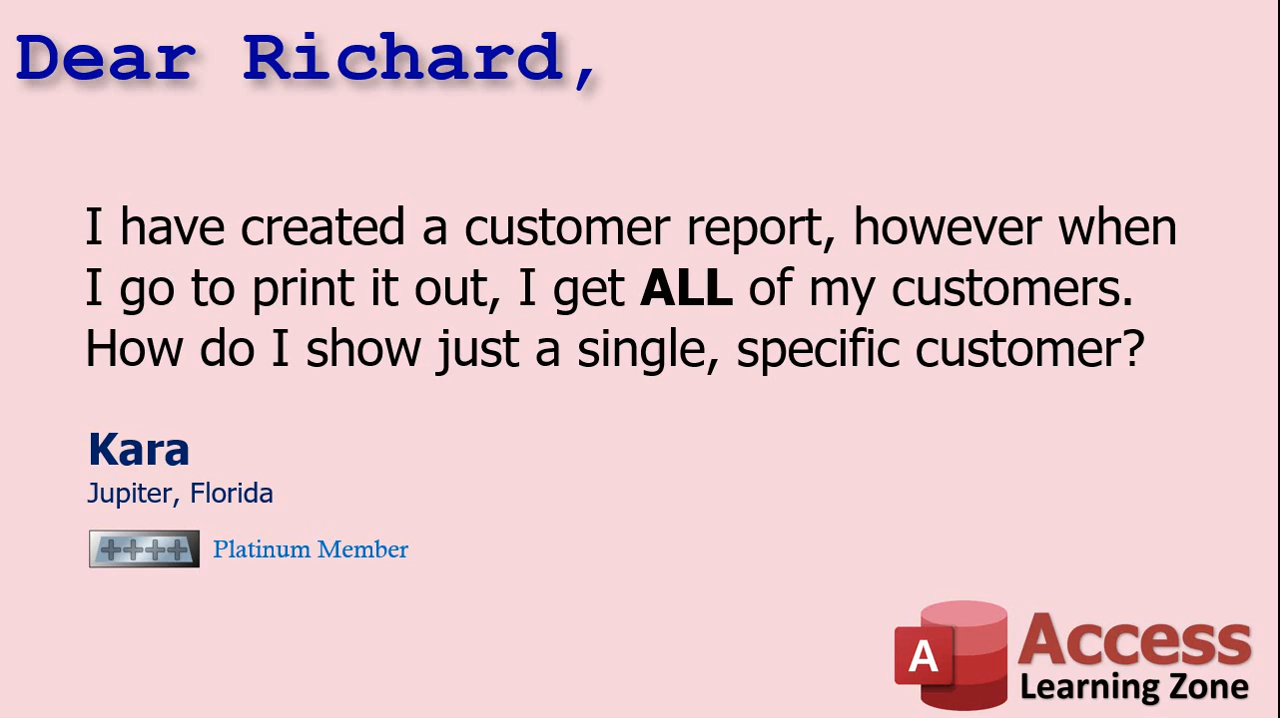 Dear Richard,
I have created a customer report, however when
I go to print it out, I get ALL of my customers.
How do I show just a single, specific customer?
Kara
Jupiter, Florida
++++ Platinum Member
A Access
Learning Zone